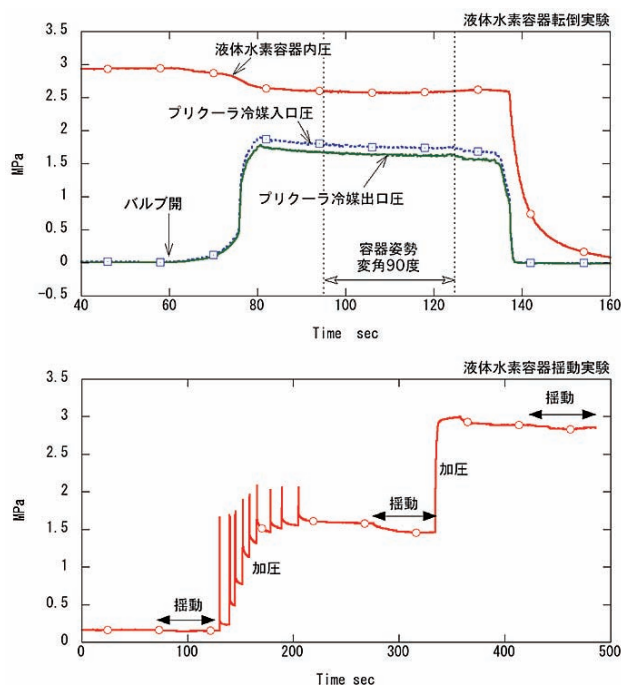 液体水素容器転倒実験
3.5
3
2.5
2
1.5
1
0.5
0
-0.5
MPa
液体水素容器内圧
プリクーラ冷媒入口圧
プリクーラ冷媒出口圧
バルブ開
容器姿勢
変角90度
40 60 80 100 120 140 160
Time sec
液体水素容器揺動実験
3.5
3
2.5
2
1.5
1
0.5
0
MPa
揺動
加圧
揺動
加圧
揺動
0 100 200 300 400 500
Time sec